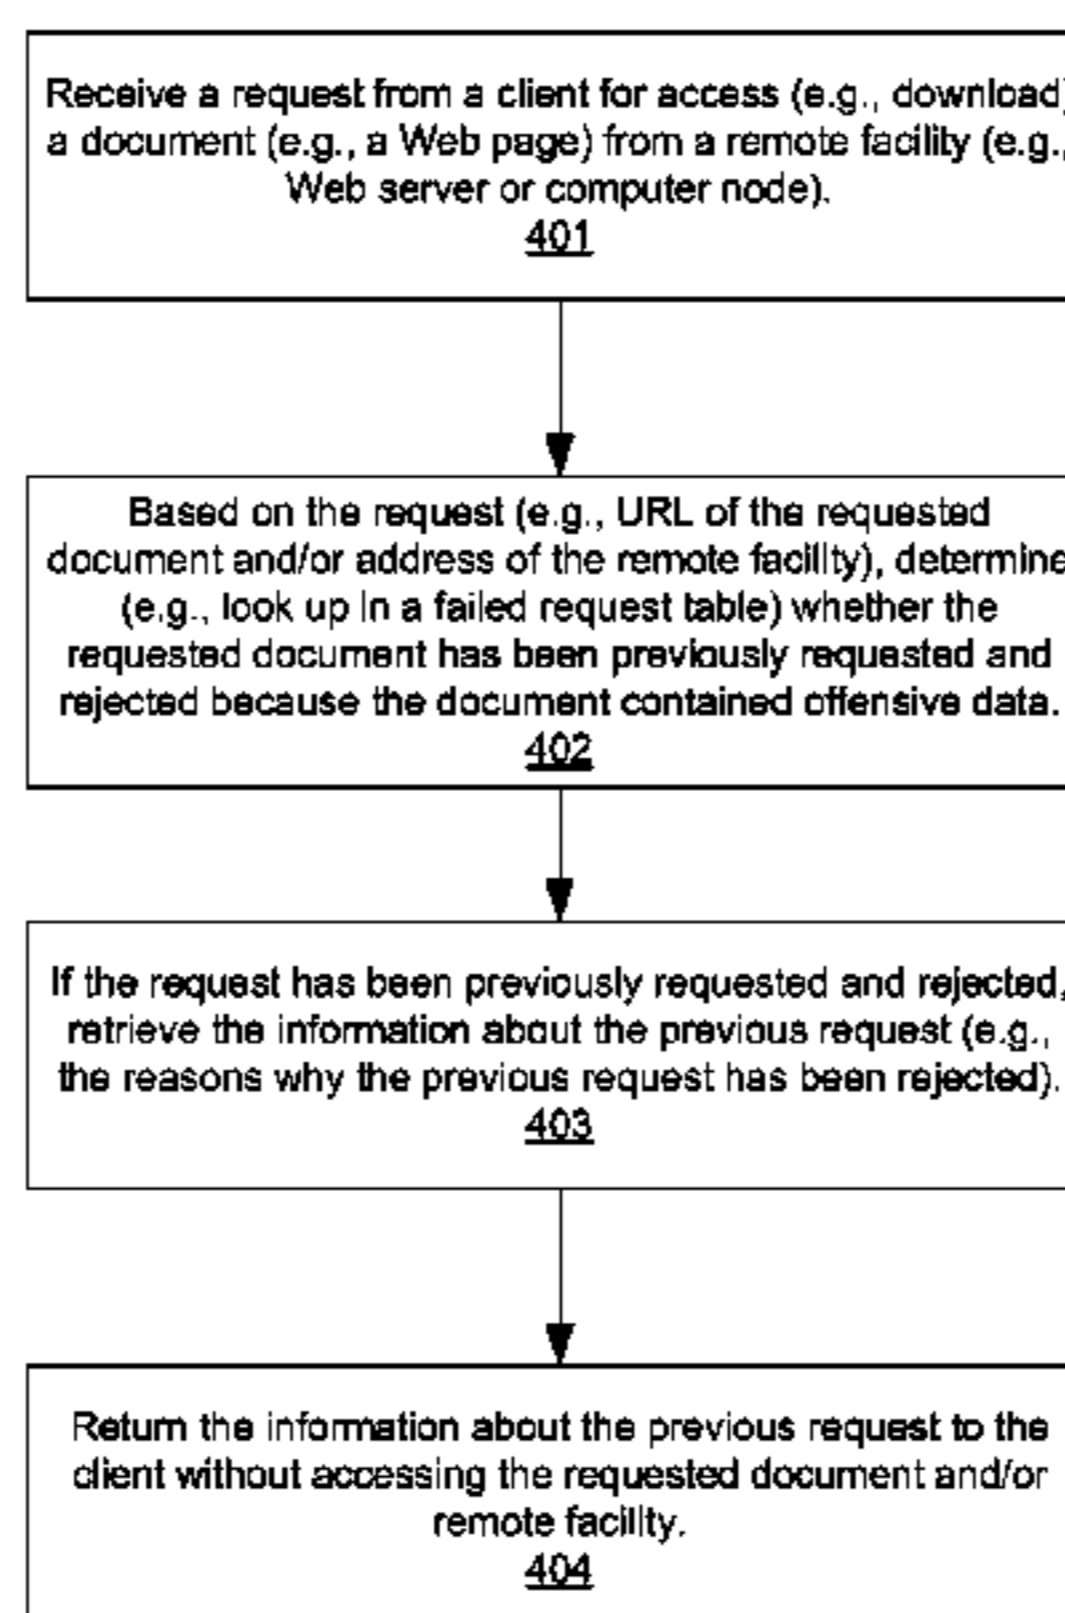 Receive a request from a client for access (e.g., download)
a document (e.g., a Web page) from a remote facility (e.g.,
Web server or computer node).
401
Based on the request (e.g., URL of the requested
document and/or address of the remote facility), determine
(e.g., look up in a failed request table) whether the
requested document has been previously requested and
rejected because the document contained offensive data.
402
If the request has been previously requested and rejected,
retrieve the information about the previous request (e.g.,
the reasons why the previous request has been rejected).
403
Return the information about the previous request to the
client without accessing the requested document and/or
remote facility.
404